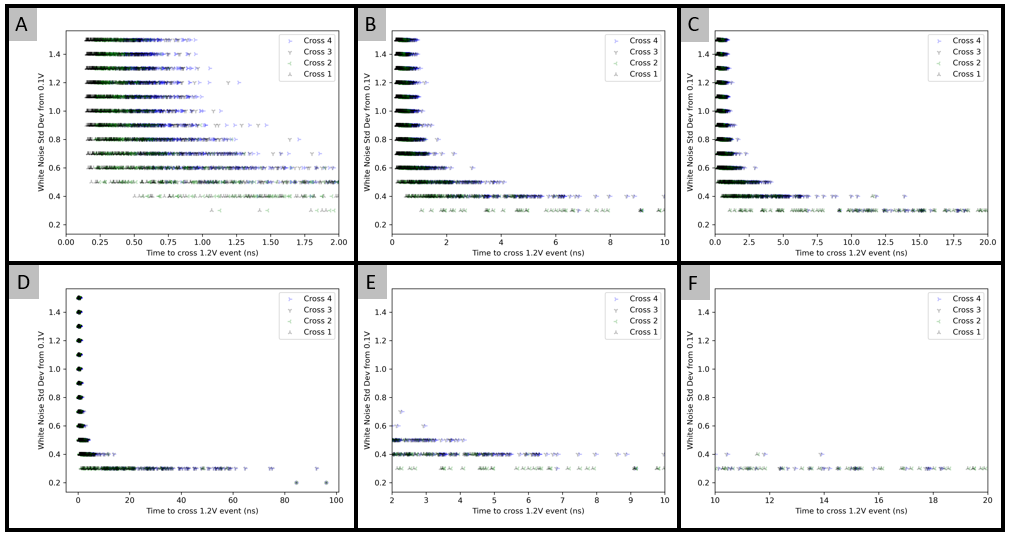 A
Cross 4
Cross 3
Cross 2
Cross 1
White Noise Std Dev from 0.1V
1.4
1.2
1.0
0.8
0.6
0.4
0.2
0.00 0.25 0.50 0.75 1.00 1.25 1.50 1.75 2.00
Time to cross 1.2V event (ns)
B
Cross 4
Cross 3
Cross 2
Cross 1
White Noise Std Dev from 0.1V
1.4
1.2
1.0
0.8
0.6
0.4
0.2
0 2 4 6 8 10
Time to cross 1.2V event (ns)
C
Cross 4
Cross 3
Cross 2
Cross 1
White Noise Std Dev from 0.1V
1.4
1.2
1.0
0.8
0.6
0.4
0.2
0.0 2.5 5.0 7.5 10.0 12.5 15.0 17.5 20.0
Time to cross 1.2V event (ns)
D
Cross 4
Cross 3
Cross 2
Cross 1
White Noise Std Dev from 0.1V
1.4
1.2
1.0
0.8
0.6
0.4
0.2
0 20 40 60 80 100
Time to cross 1.2V event (ns)
E
Cross 4
Cross 3
Cross 2
Cross 1
White Noise Std Dev from 0.1V
1.4
1.2
1.0
0.8
0.6
0.4
0.2
2 3 4 5 6 7 8 9 10
Time to cross 1.2V event (ns)
F
Cross 4
Cross 3
Cross 2
Cross 1
White Noise Std Dev from 0.1V
1.4
1.2
1.0
0.8
0.6
0.4
0.2
10 12 14 16 18 20
Time to cross 1.2V event (ns)